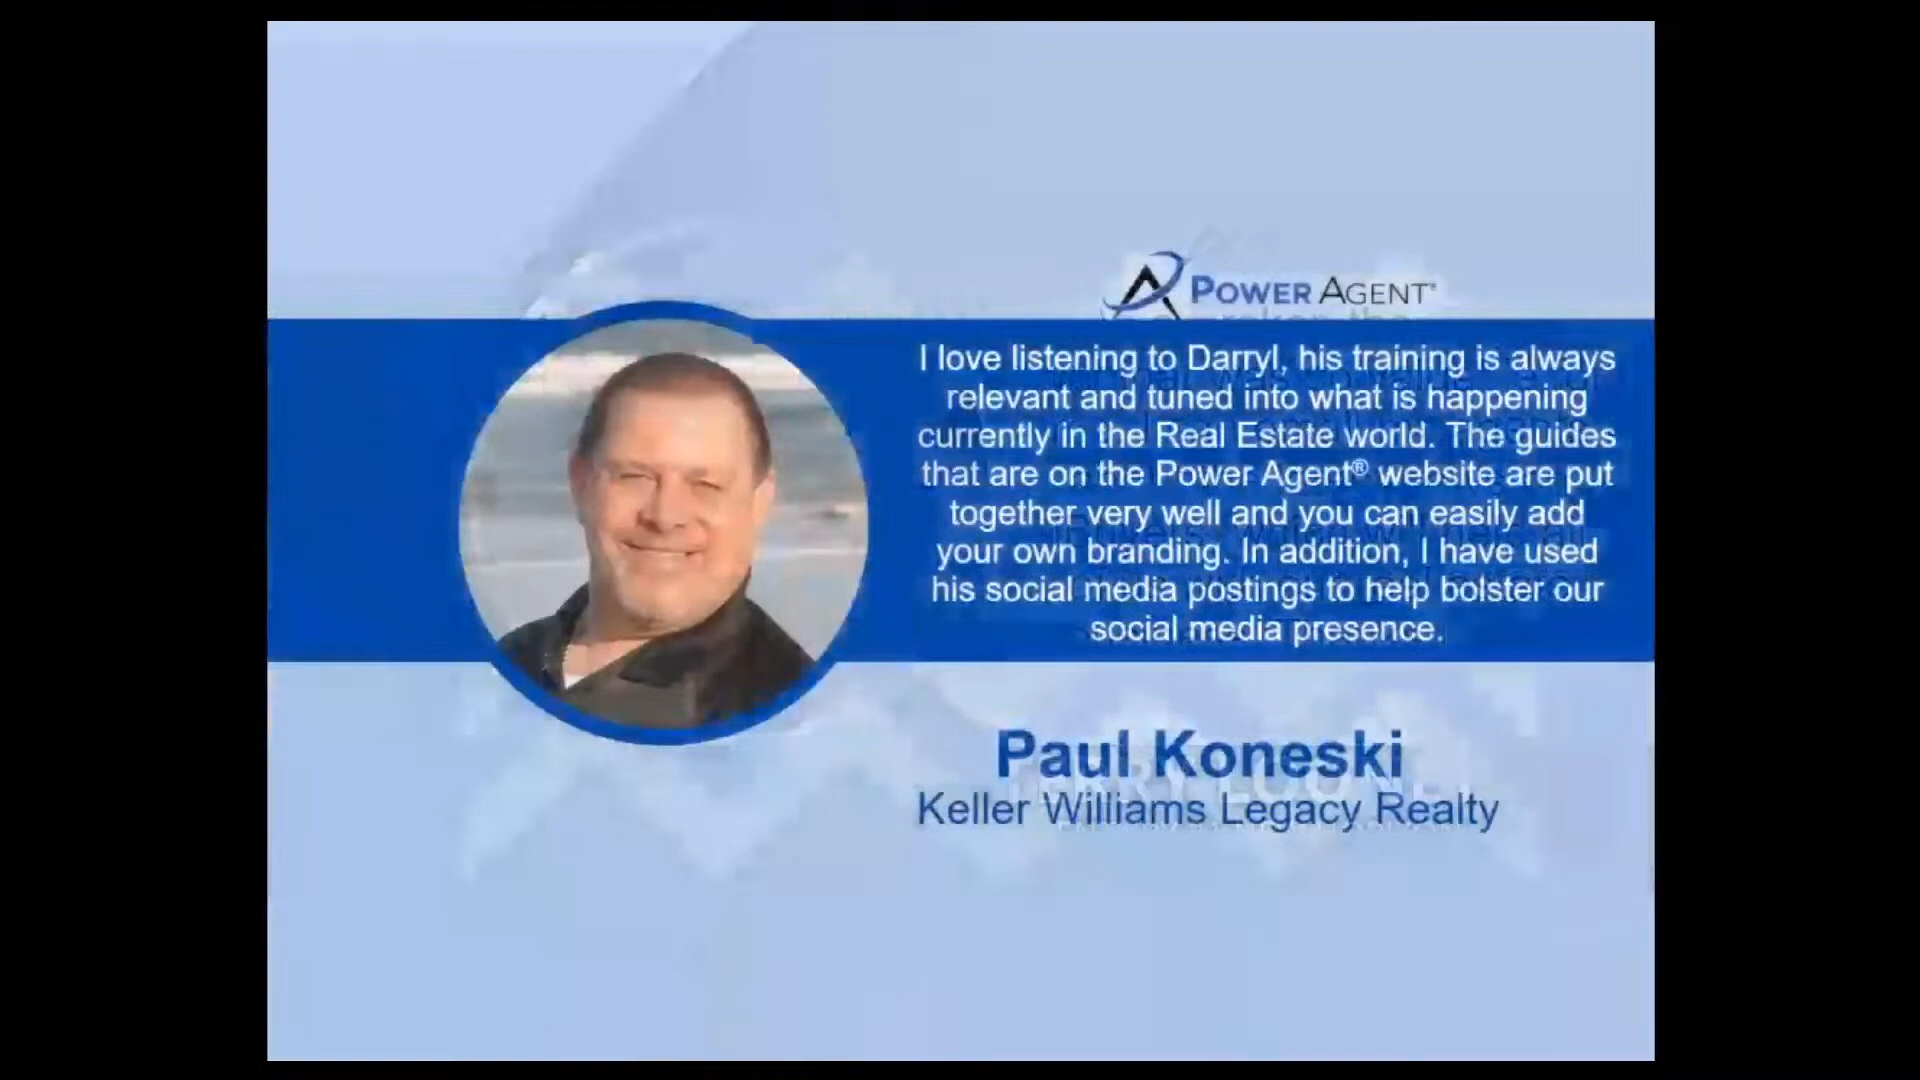 POWER AGENT®
I love listening to Darryl, his training is always
relevant and tuned into what is happening
currently in the Real Estate world. The guides
that are on the Power Agent® website are put
together very well and you can easily add
your own branding. In addition, I have used
his social media postings to help bolster our
social media presence.
Paul Koneski
Keller Williams Legacy Realty